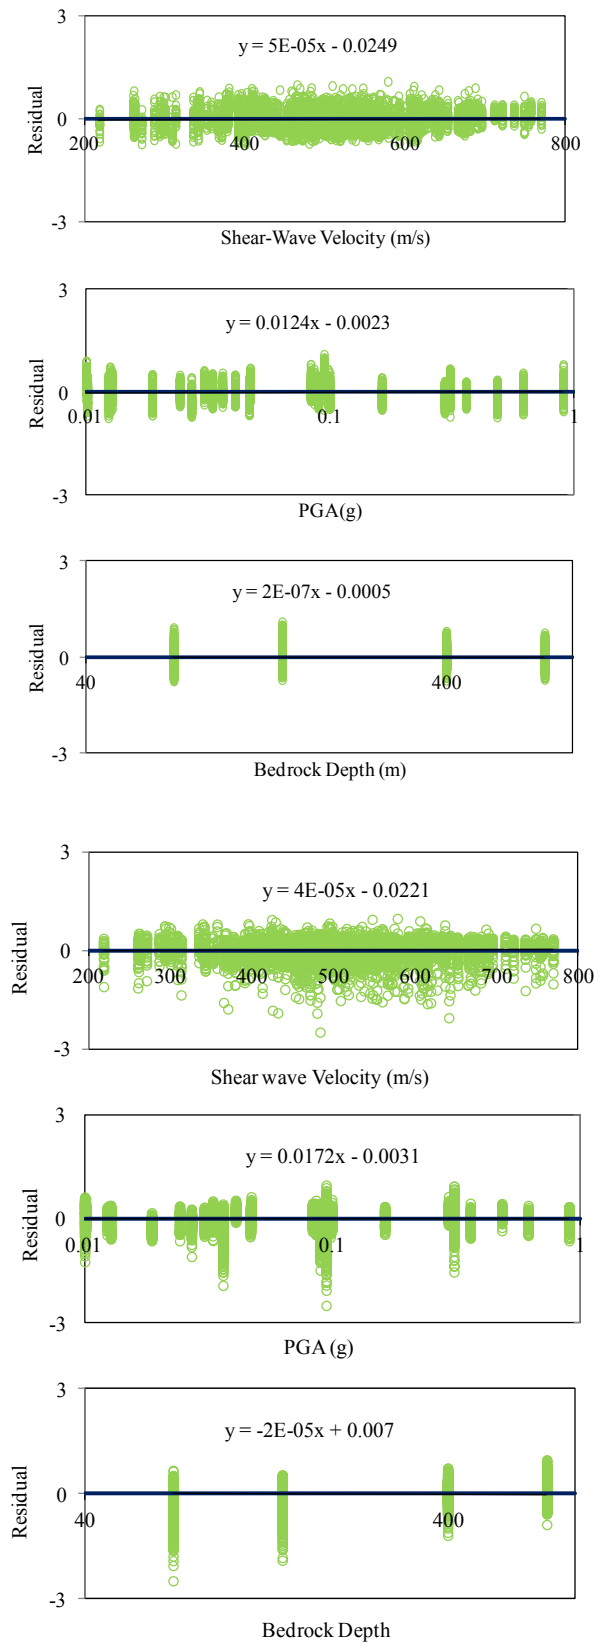 3
y = 5E-05x - 0.0249
Residual
0
200
400
600
800
-3
Shear-Wave Velocity (m/s)
3
y = 0.0124x - 0.0023
Residual
0
0.01
0.1
1
-3
PGA(g)
3
y = 2E-07x - 0.0005
Residual
0
40
400
-3
Bedrock Depth (m)
3
y = 4E-05x - 0.0221
Residual
0
200
300
400
500
600
700
800
-3
Shear wave Velocity (m/s)
3
y = 0.0172x - 0.0031
Residual
0
0.01
0.1
1
-3
PGA (g)
3
y = -2E-05x + 0.007
Residual
0
40
400
-3
Bedrock Depth